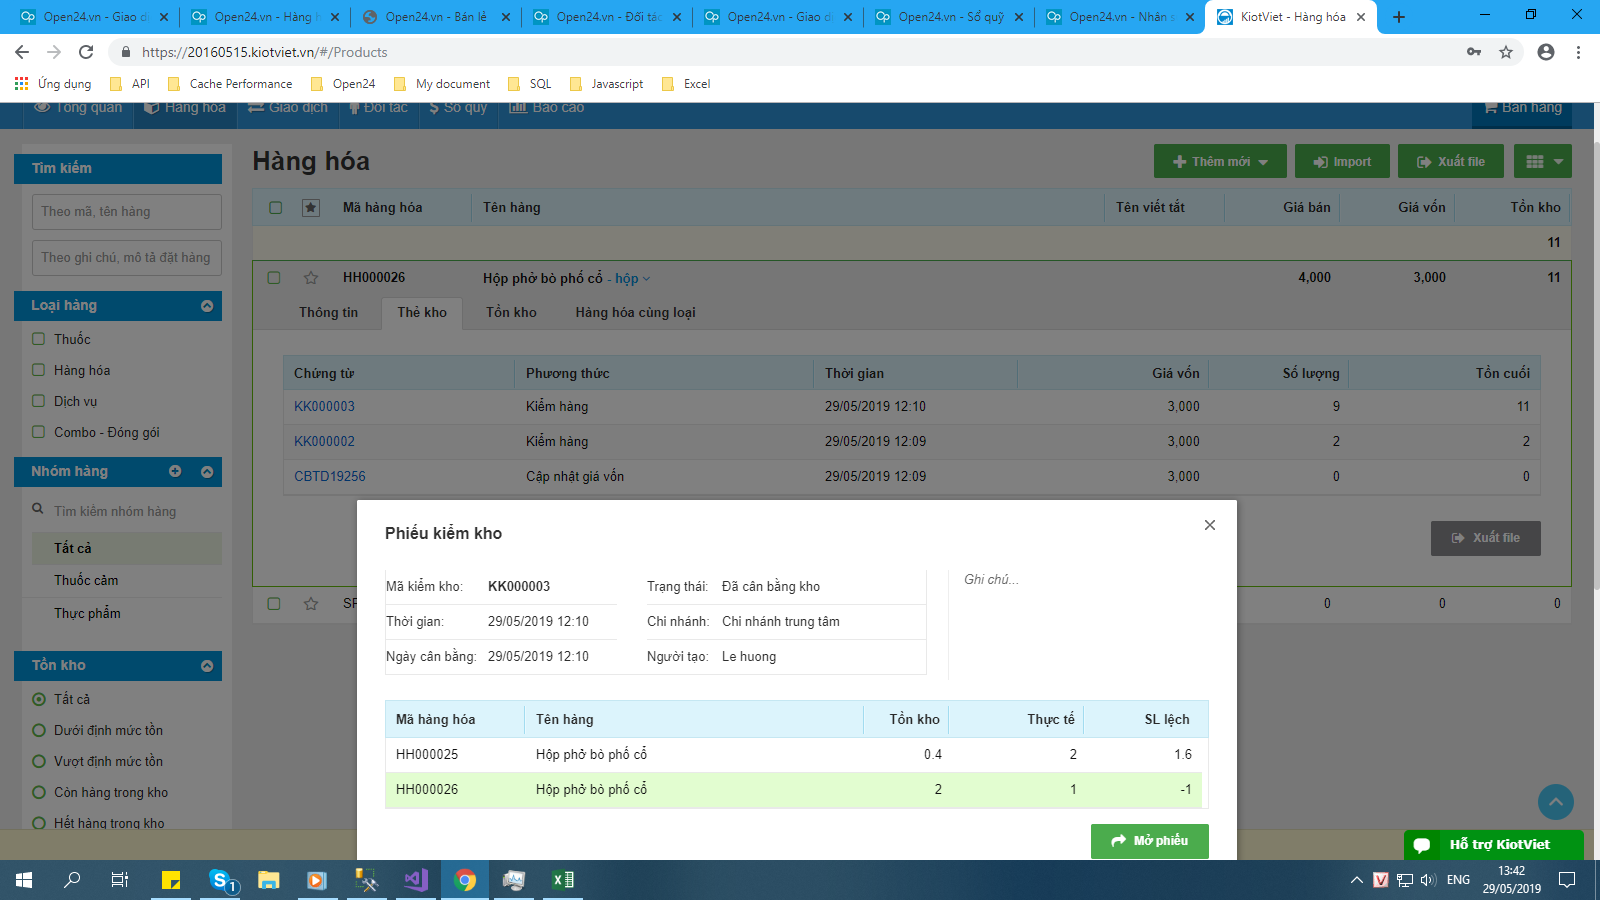 Open24.vn - Giao d
Open24.vn - Hàng h
Open24.vn - Bán lẻ
Open24.vn - Đối tác
Open24.vn - Giao d
Open24.vn - Sổ quỹ
Open24.vn - Nhân s
KiotViet - Hàng hóa
https://20160515.kiotviet.vn/#/Products
Ứng dụng
API
Cache Performance
Open24
My document
SQL
Javascript
Excel
Tổng quan
Hàng hóa
Giao dịch
Đối tác
Sổ quỹ
Báo cáo
Bán hàng
Tìm kiếm
Theo mã, tên hàng
Theo ghi chú, mô tả đặt hàng
Loại hàng
Thuốc
Hàng hóa
Dịch vụ
Combo - Đóng gói
Nhóm hàng
Tìm kiếm nhóm hàng
Tất cả
Thuốc cảm
Thực phẩm
Tồn kho
Tất cả
Dưới định mức tồn
Vượt định mức tồn
Còn hàng trong kho
Hết hàng trong kho
Hàng hóa
Thêm mới
Import
Xuất file
Mã hàng hóa Tên hàng Tên viết tắt Giá bán Giá vốn Tồn kho
11
HH000026 Hộp phở bò phố cổ - hộp 4,000 3,000 11
Thông tin Thẻ kho Tồn kho Hàng hóa cùng loại
Chứng từ Phương thức Thời gian Giá vốn Số lượng Tồn cuối
KK000003 Kiểm hàng 29/05/2019 12:10 3,000 9 11
KK000002 Kiểm hàng 29/05/2019 12:09 3,000 2 2
CBTD19256 Cập nhật giá vốn 29/05/2019 12:09 3,000 0 0
Xuất file
SF 0 0 0
Phiếu kiểm kho
Mã kiểm kho: KK000003 Trạng thái: Đã cân bằng kho
Ghi chú...
Thời gian: 29/05/2019 12:10 Chi nhánh: Chi nhánh trung tâm
Ngày cân bằng: 29/05/2019 12:10 Người tạo: Le huong
Mã hàng hóa Tên hàng Tồn kho Thực tế SL lệch
HH000025 Hộp phở bò phố cổ 0.4 2 1.6
HH000026 Hộp phở bò phố cổ 2 1 -1
Mở phiếu
Hỗ trợ KiotViet
1
ENG
13:42
29/05/2019